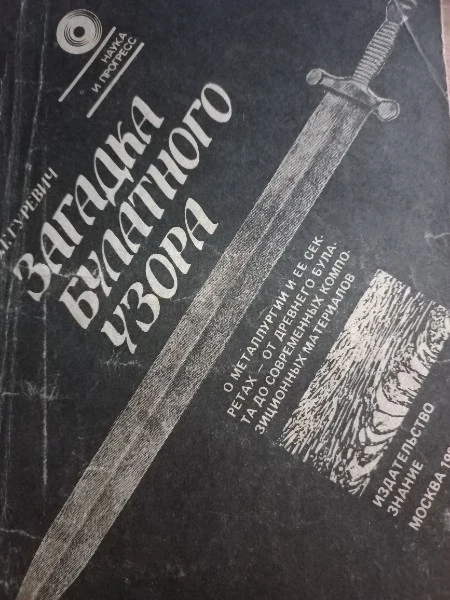 НАУКА
И ПРОГРЕСС
ГУРЕВИЧ
ЗАГАДКА
БУЛАТНОГО
УЗОРА
О МЕТАЛЛУРГИИ И ЕЕ СЕК-
РЕТАХ — ОТ ДРЕВНЕГО БУЛА-
ТА ДО СОВРЕМЕННЫХ КОМПО-
ЗИЦИОННЫХ МАТЕРИАЛОВ
ИЗДАТЕЛЬСТВО
ЗНАНИЕ
МОСКВА